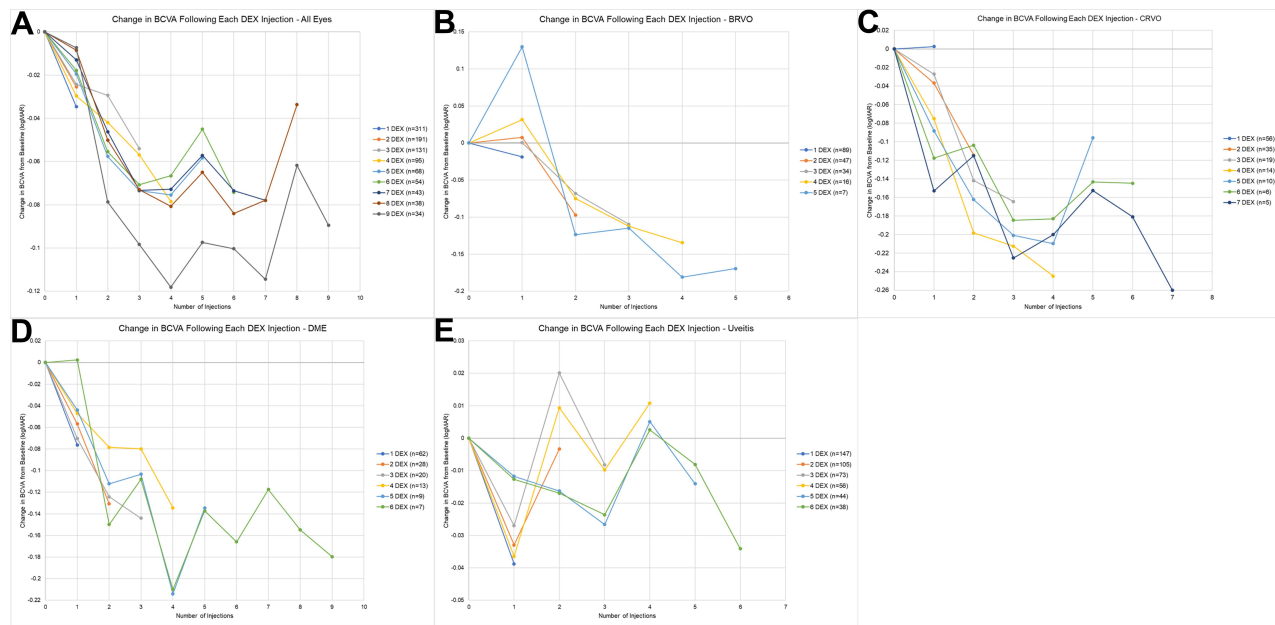 A
Change in BCVA Following Each DEX Injection - All Eyes
Change in BCVA from Baseline (logMAR)
0
-0.02
-0.04
-0.06
-0.08
-0.1
-0.12
0 1 2 3 4 5 6 7 8 9 10
Number of Injections
1 DEX (n=311)
2 DEX (n=191)
3 DEX (n=131)
4 DEX (n=95)
5 DEX (n=68)
6 DEX (n=54)
7 DEX (n=43)
8 DEX (n=38)
9 DEX (n=34)
B
Change in BCVA Following Each DEX Injection - BRVO
Change in BCVA from Baseline (logMAR)
0.15
0.1
0.05
0
-0.05
-0.1
-0.15
-0.2
0 1 2 3 4 5 6
Number of Injections
1 DEX (n=89)
2 DEX (n=47)
3 DEX (n=34)
4 DEX (n=16)
5 DEX (n=7)
C
Change in BCVA Following Each DEX Injection - CRVO
Change in BCVA from Baseline (logMAR)
0.02
0
-0.02
-0.04
-0.06
-0.08
-0.1
-0.12
-0.14
-0.16
-0.18
-0.2
-0.22
-0.24
-0.26
0 1 2 3 4 5 6 7 8
Number of Injections
1 DEX (n=56)
2 DEX (n=35)
3 DEX (n=19)
4 DEX (n=14)
5 DEX (n=10)
6 DEX (n=6)
7 DEX (n=5)
D
Change in BCVA Following Each DEX Injection - DME
Change in BCVA from Baseline (logMAR)
0.02
0
-0.02
-0.04
-0.06
-0.08
-0.1
-0.12
-0.14
-0.16
-0.18
-0.2
-0.22
0 1 2 3 4 5 6 7 8 9 10
Number of Injections
1 DEX (n=62)
2 DEX (n=28)
3 DEX (n=20)
4 DEX (n=13)
5 DEX (n=9)
6 DEX (n=7)
E
Change in BCVA Following Each DEX Injection - Uveitis
Change in BCVA from Baseline (logMAR)
0.03
0.02
0.01
0
-0.01
-0.02
-0.03
-0.04
-0.05
0 1 2 3 4 5 6 7
Number of Injections
1 DEX (n=147)
2 DEX (n=105)
3 DEX (n=73)
4 DEX (n=56)
5 DEX (n=44)
6 DEX (n=38)